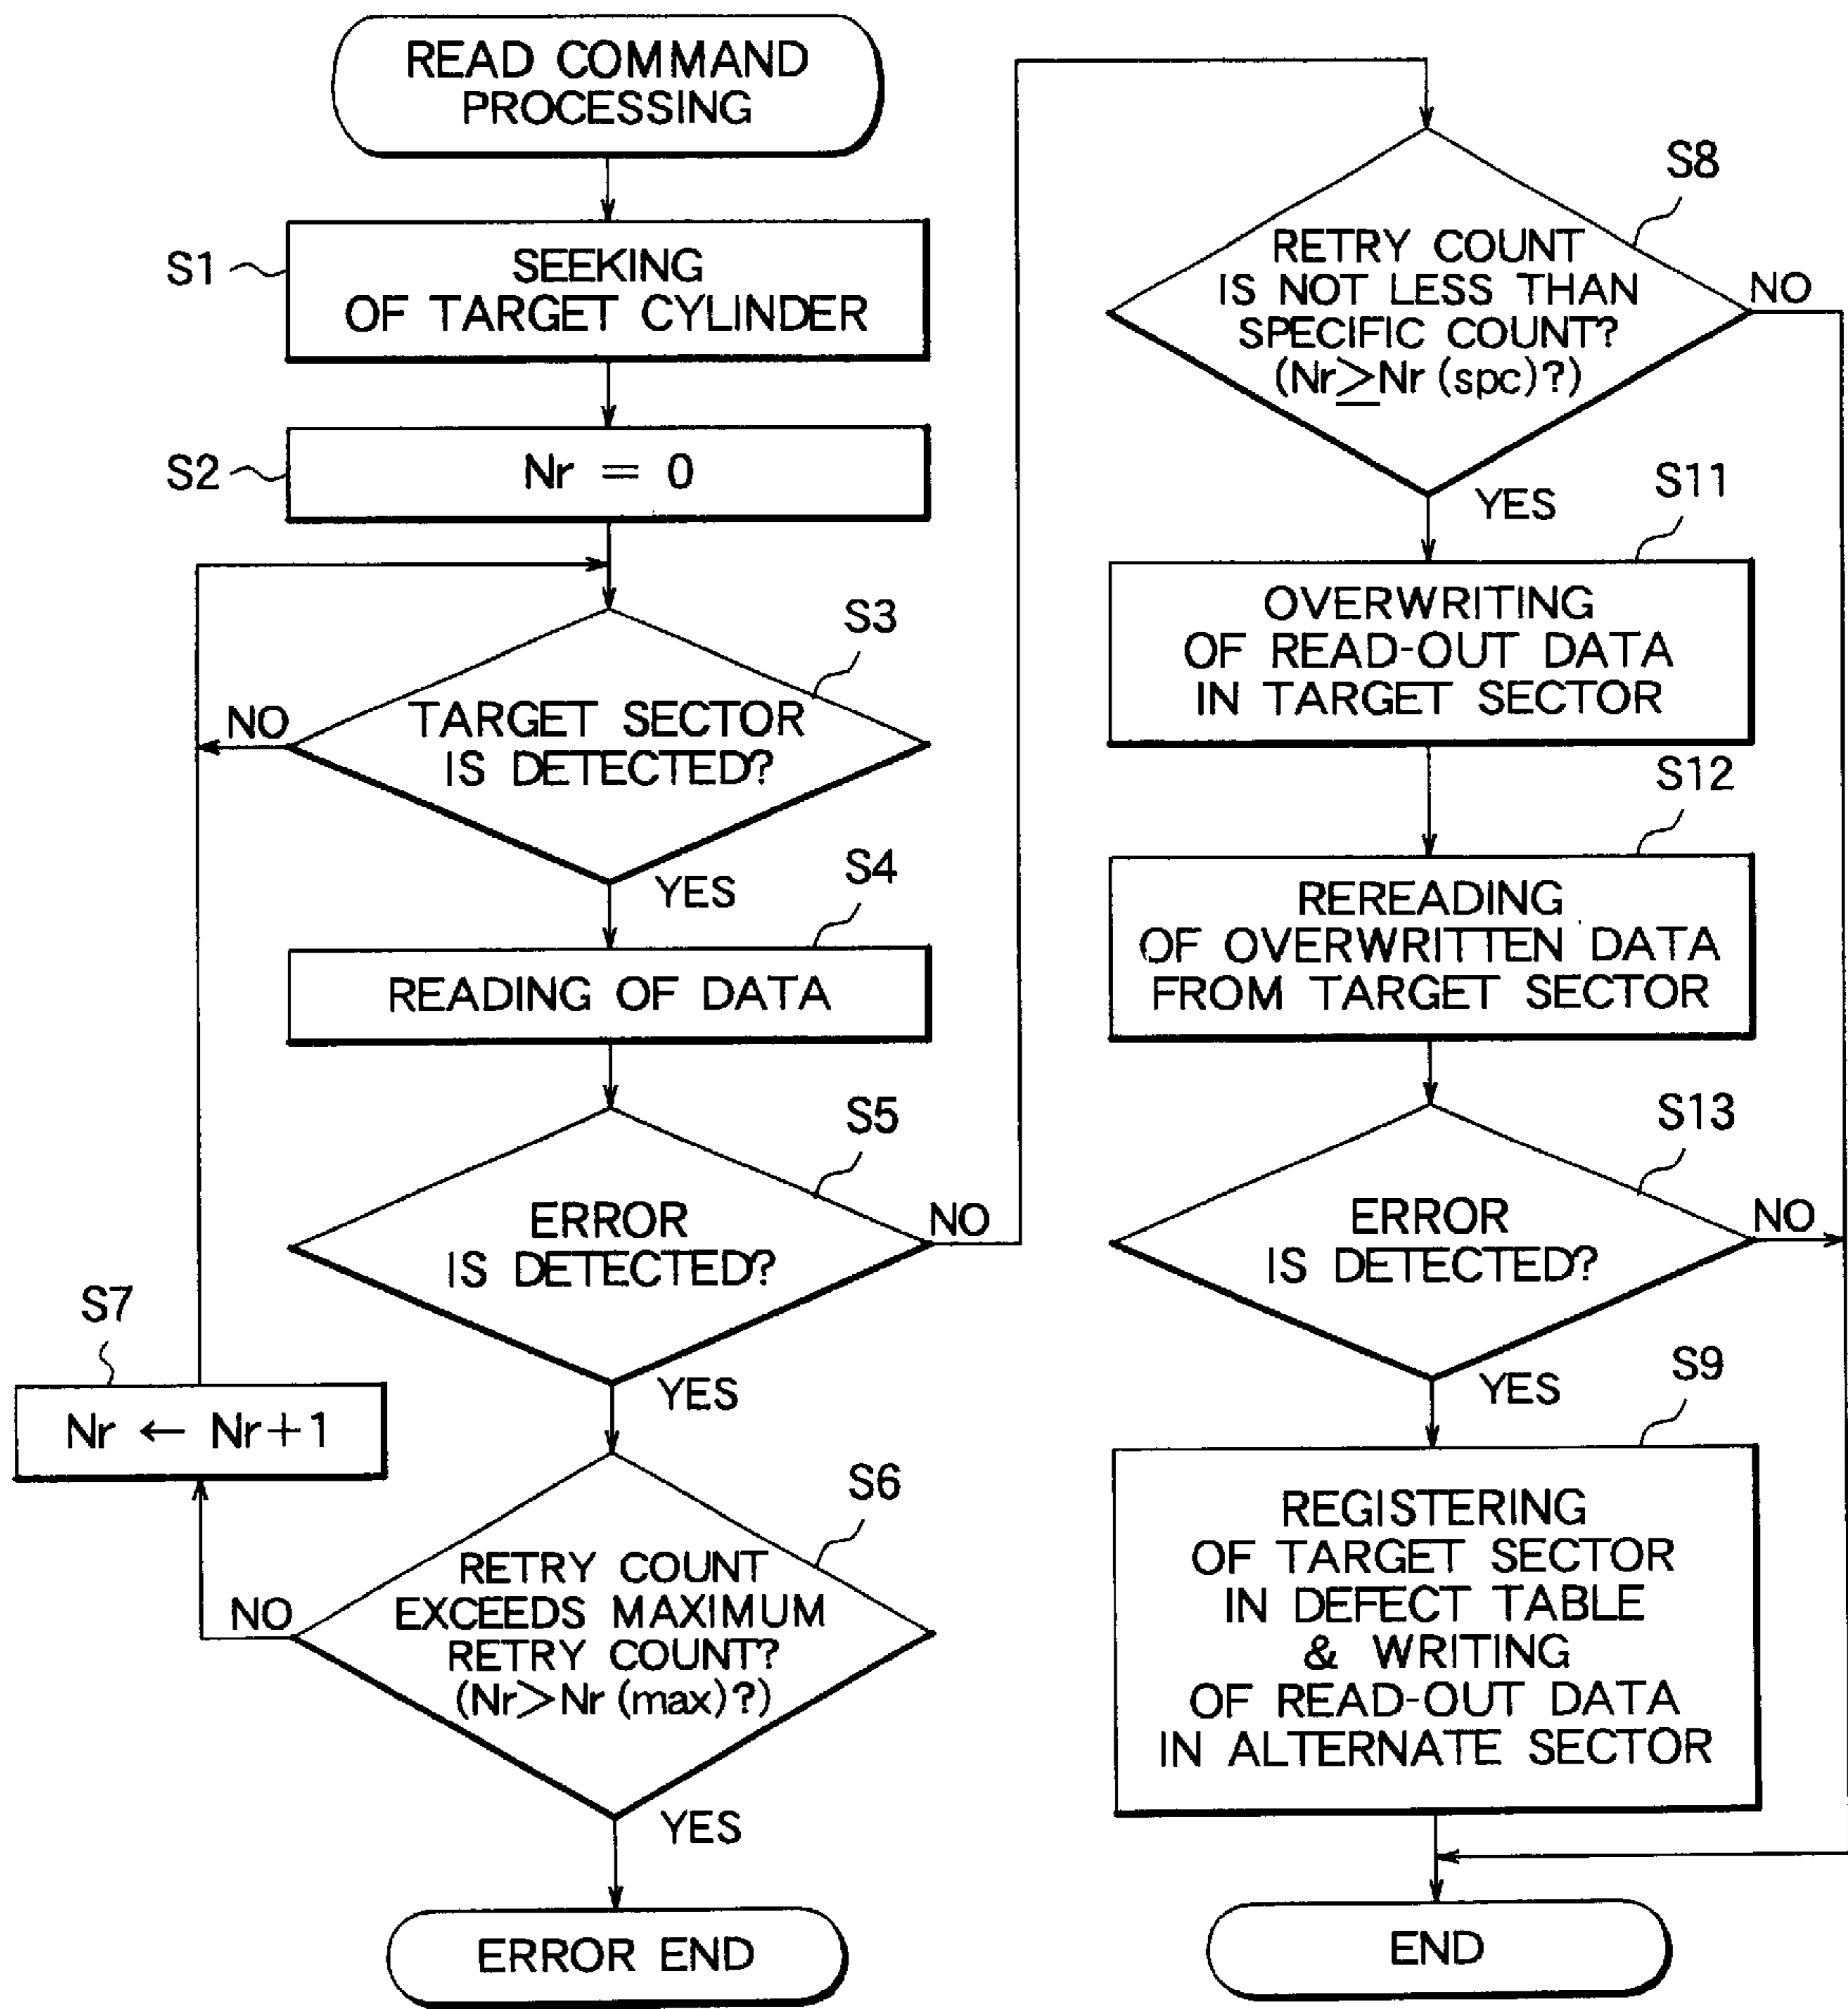 READ COMMAND
PROCESSING
S1
SEEKING
OF TARGET CYLINDER
S2
Nr = 0
S3
TARGET SECTOR
IS DETECTED?
NO
YES
S4
READING OF DATA
S5
ERROR
IS DETECTED?
NO
YES
S7
Nr ← Nr+1
S6
RETRY COUNT
EXCEEDS MAXIMUM
RETRY COUNT?
(Nr>Nr (max)?)
NO
YES
ERROR END
S8
RETRY COUNT
IS NOT LESS THAN
SPECIFIC COUNT?
(Nr≥Nr (spc)?)
NO
YES
S11
OVERWRITING
OF READ-OUT DATA
IN TARGET SECTOR
S12
REREADING
OF OVERWRITTEN DATA
FROM TARGET SECTOR
S13
ERROR
IS DETECTED?
NO
YES
S9
REGISTERING
OF TARGET SECTOR
IN DEFECT TABLE
& WRITING
OF READ-OUT DATA
IN ALTERNATE SECTOR
END